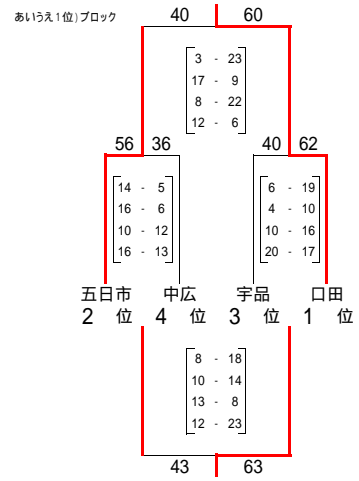 あいうえ1位)ブロック
40 60
3 - 23
17 - 9
8 - 22
12 - 6
56 36 40 62
14 - 5 6 - 19
16 - 6 4 - 10
10 - 12 10 - 16
16 - 13 20 - 17
五日市 中広 宇品 口田
2 位 4 位 3 位 1 位
8 - 18
10 - 14
13 - 8
12 - 23
43 63